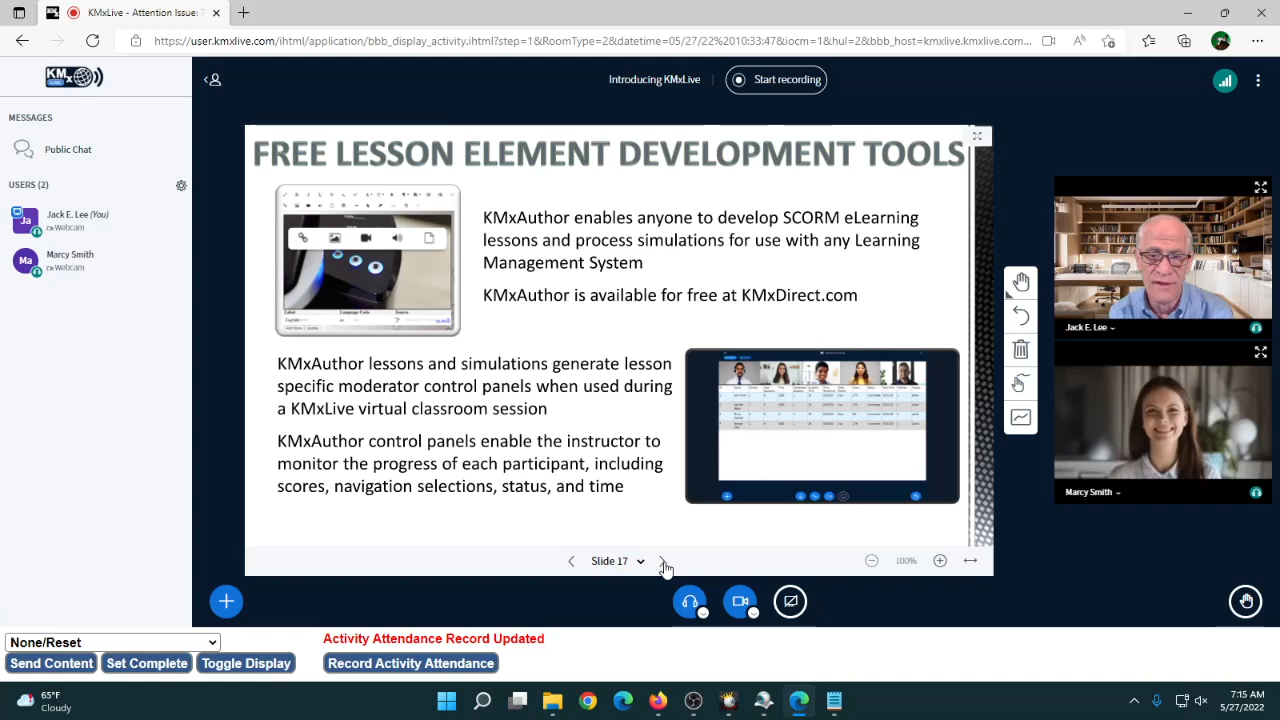 KMxLive - Attention Issues ?
https://user.kmxlive.com/ihtml/application/bbb_display_activity.ihtml?step=1&RoomType=2&datetime=05/27/22%2010:33:47&iocm=1&hul=2&bbb_host=kmxlive.kmxlive.com...
KMx
LIVE
Introducing KMxLive
Start recording
MESSAGES
Public Chat
USERS (2)
Ja
Jack E. Lee (You)
Webcam
Ma
Marcy Smith
Webcam
FREE LESSON ELEMENT DEVELOPMENT TOOLS
KMxAuthor enables anyone to develop SCORM eLearning
lessons and process simulations for use with any Learning
Management System
KMxAuthor is available for free at KMxDirect.com
KMxAuthor lessons and simulations generate lesson
specific moderator control panels when used during
a KMxLive virtual classroom session
KMxAuthor control panels enable the instructor to
monitor the progress of each participant, including
scores, navigation selections, status, and time
Slide 17
100%
Jack E. Lee
Marcy Smith
None/Reset
Activity Attendance Record Updated
Send Content
Set Complete
Toggle Display
Record Activity Attendance
65°F
Cloudy
7:15 AM
5/27/2022